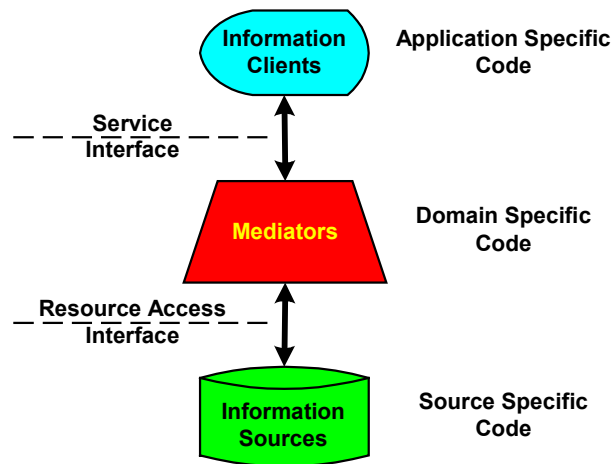 Information
Clients
Application Specific
Code
Service
Interface
Mediators
Domain Specific
Code
Resource Access
Interface
Information
Sources
Source Specific
Code